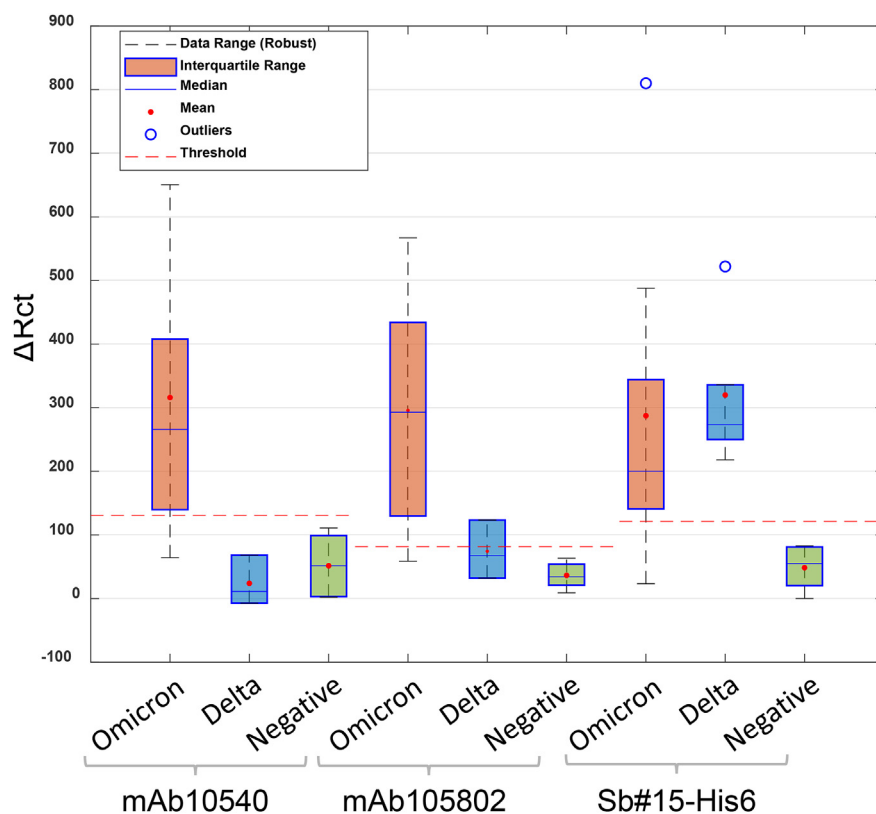 900
800
700
600
500
400
300
200
100
0
-100
ΔRct
Data Range (Robust)
Interquartile Range
Median
Mean
Outliers
Threshold
Omicron
Delta
Negative
Omicron
Delta
Negative
Omicron
Delta
Negative
mAb10540
mAb105802
Sb#15-His6